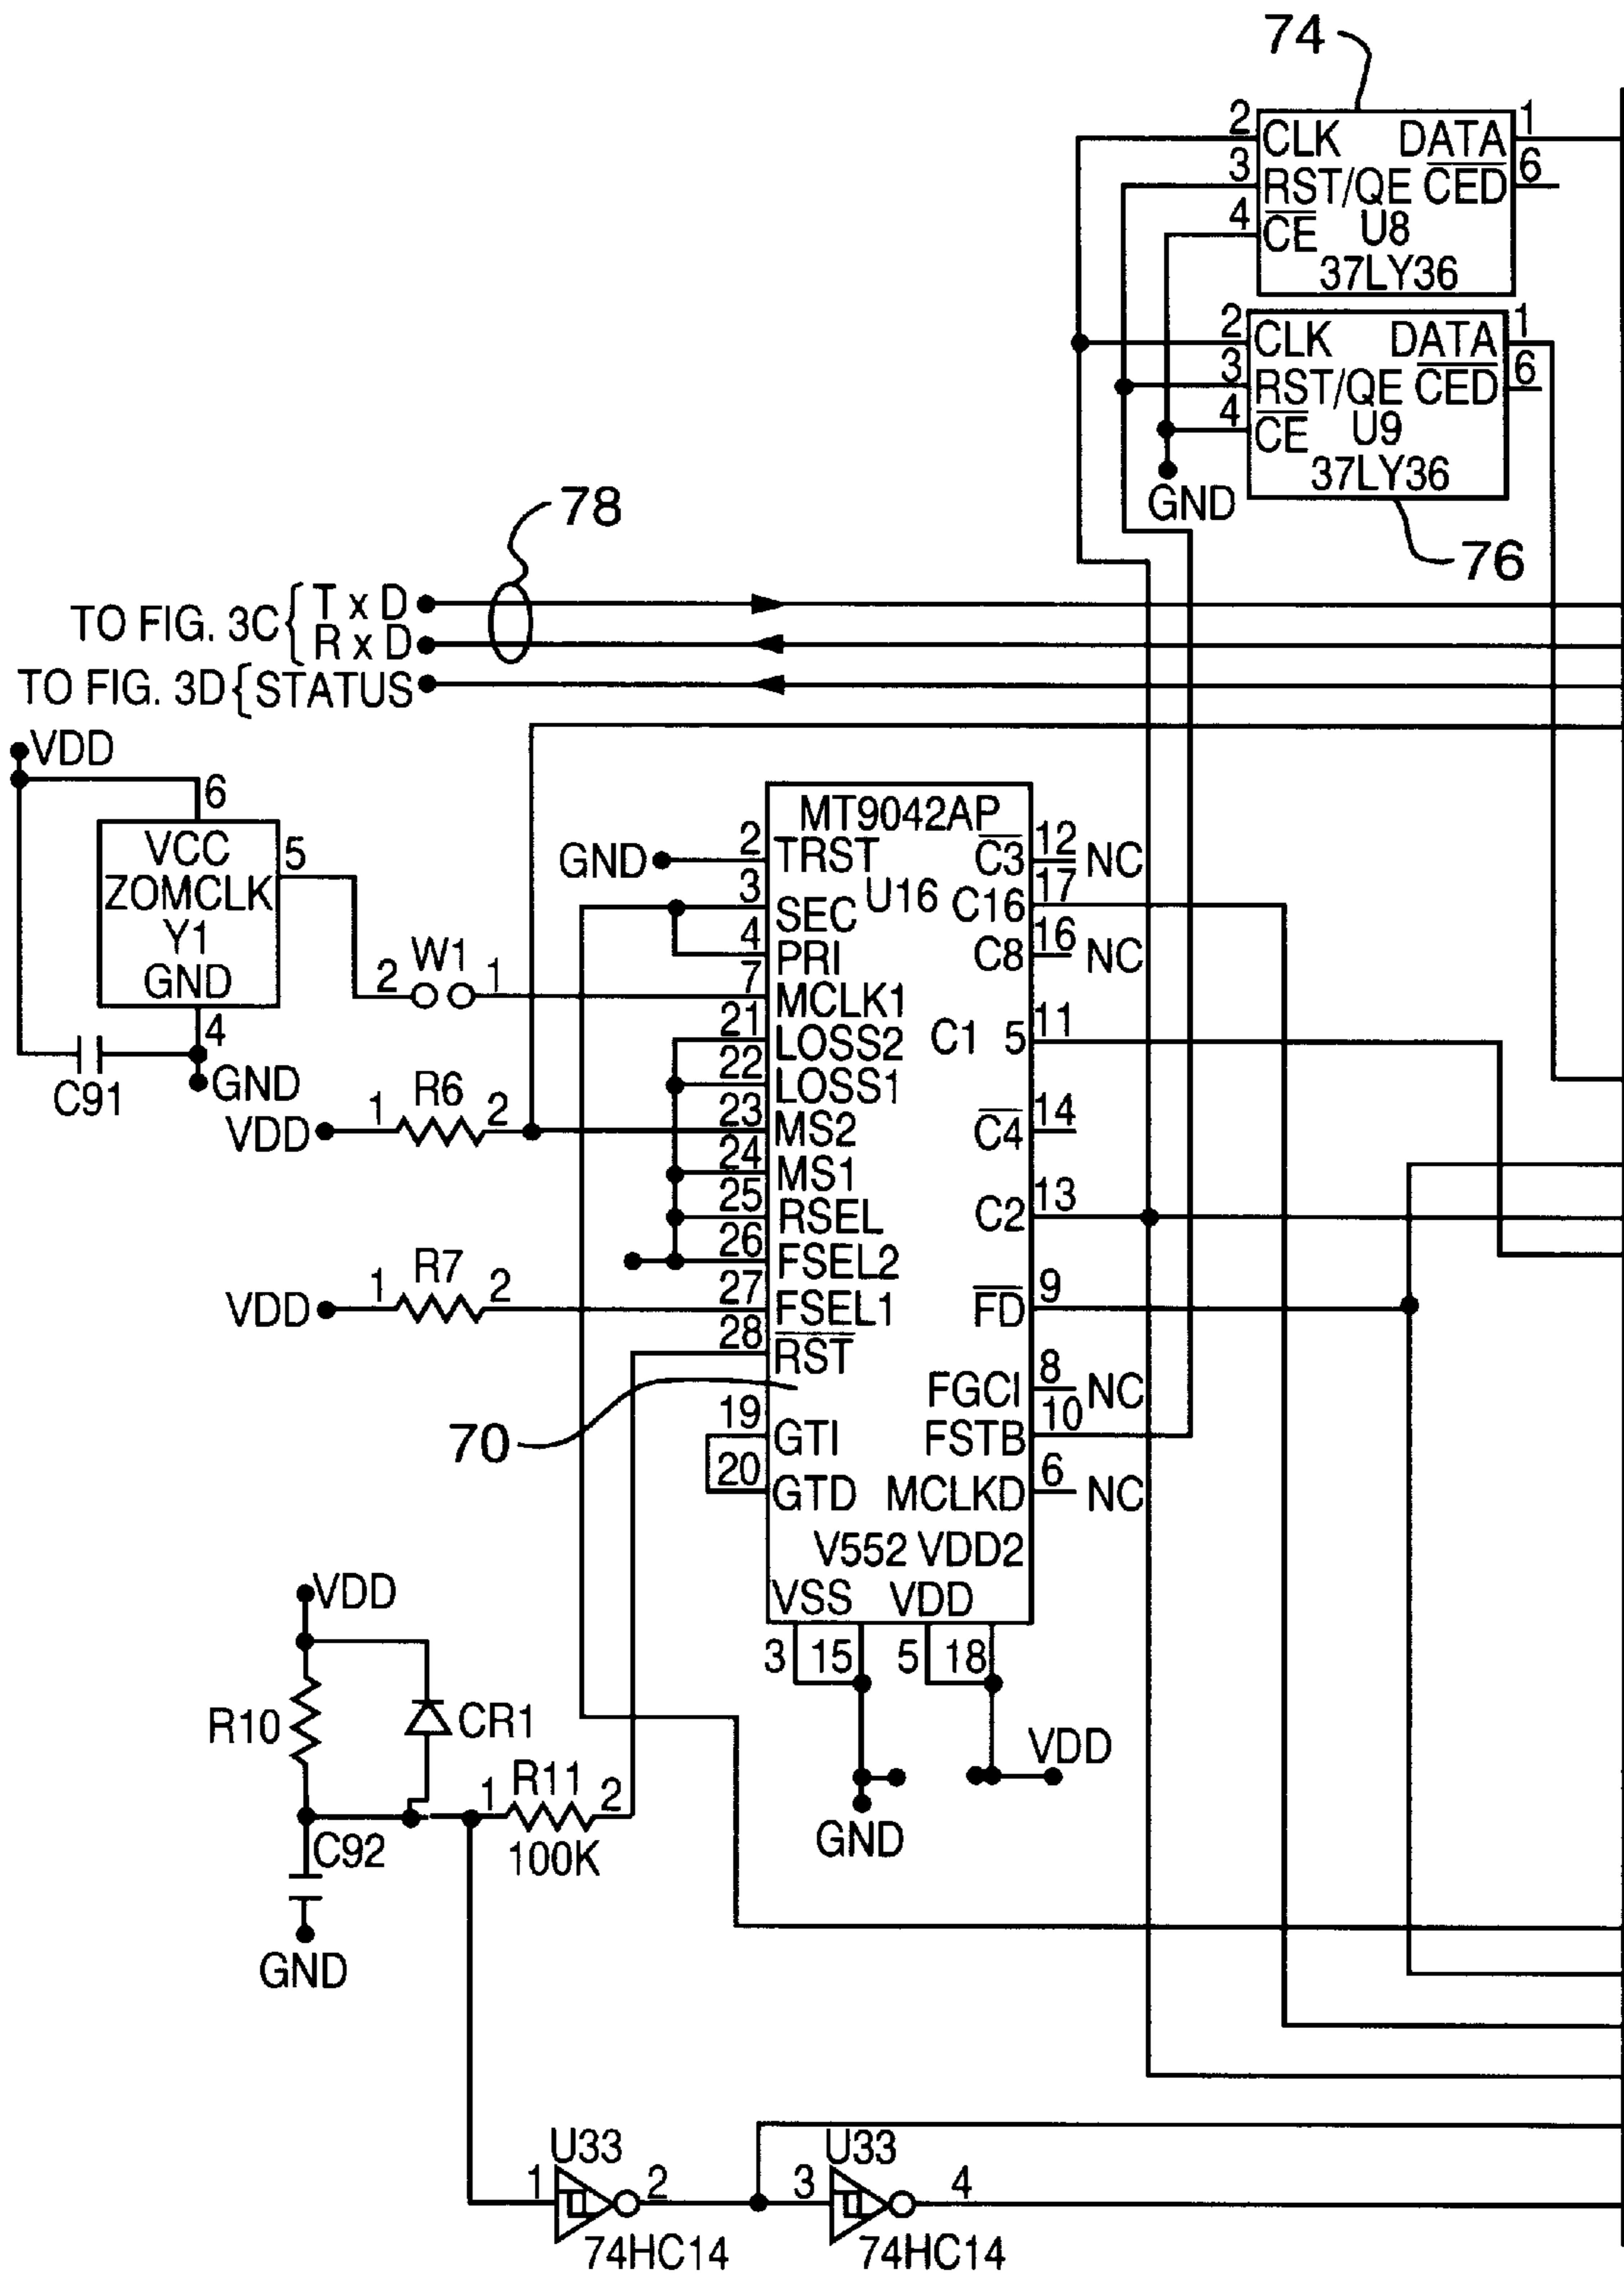 74
2 CLK DATA 1
3 RST/QE CED 6
4 CE U8
37LY36
2 CLK DATA 1
3 RST/QE CED 6
4 CE U9
37LY36
GND
76
78
TO FIG. 3C { T x D
R x D
TO FIG. 3D { STATUS
VDD
6
VCC 5
ZOMCLK
Y1
GND
4
C91
GND
2 W1 1
VDD 1 R6 2
VDD 1 R7 2
MT9042AP
GND 2 TRST C3 12 NC
3 SEC U16 C16 17
4 PRI C8 16 NC
7 MCLK1
21 LOSS2 C1 5 11
22 LOSS1
23 MS2 C4 14
24 MS1
25 RSEL C2 13
26 FSEL2
27 FSEL1 FD 9
28 RST
FGCI 8 NC
70
19 GTI FSTB 10
20 GTD MCLKD 6 NC
V552 VDD2
VSS VDD
3 15 5 18
VDD
GND
VDD
R10
CR1
1 R11 2
100K
C92
GND
U33
1 2
74HC14
U33
3 4
74HC14